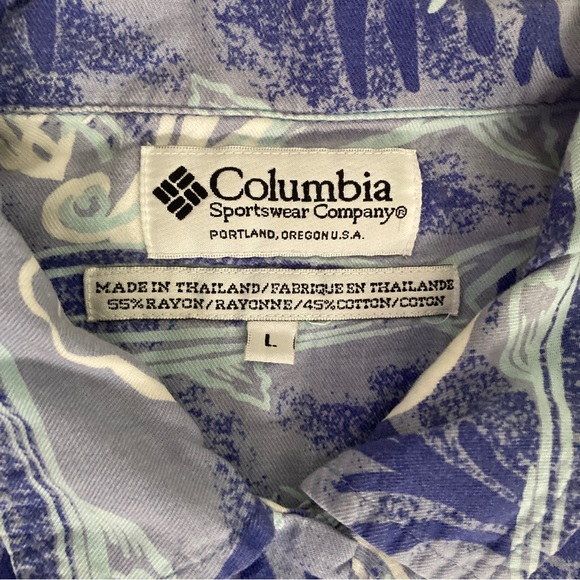 Columbia
Sportswear Company®
PORTLAND, OREGON U.S.A.
MADE IN THAILAND/FABRIQUE EN THAILANDE
55% RAYON/RAYONNE/45% COTTON/COTON
L